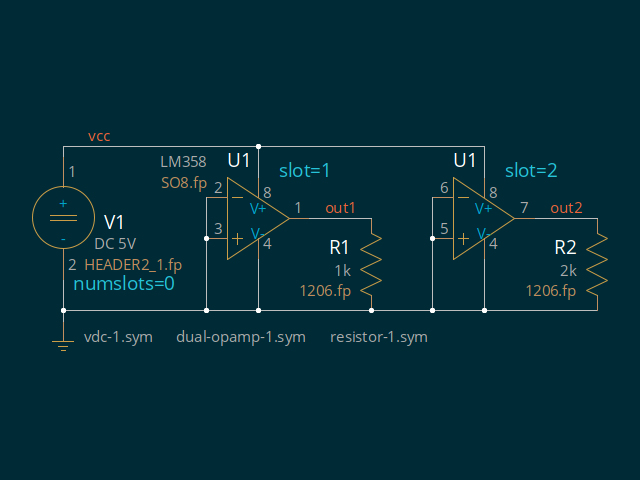 vcc
LM358
U1
slot=1
SO8.fp
U1
slot=2
1
2
8
V+
3
V-
4
1
out1
6
8
V+
5
V-
4
7
out2
+
-
V1
DC 5V
2
HEADER2_1.fp
numslots=0
R1
1k
1206.fp
R2
2k
1206.fp
vdc-1.sym
dual-opamp-1.sym
resistor-1.sym